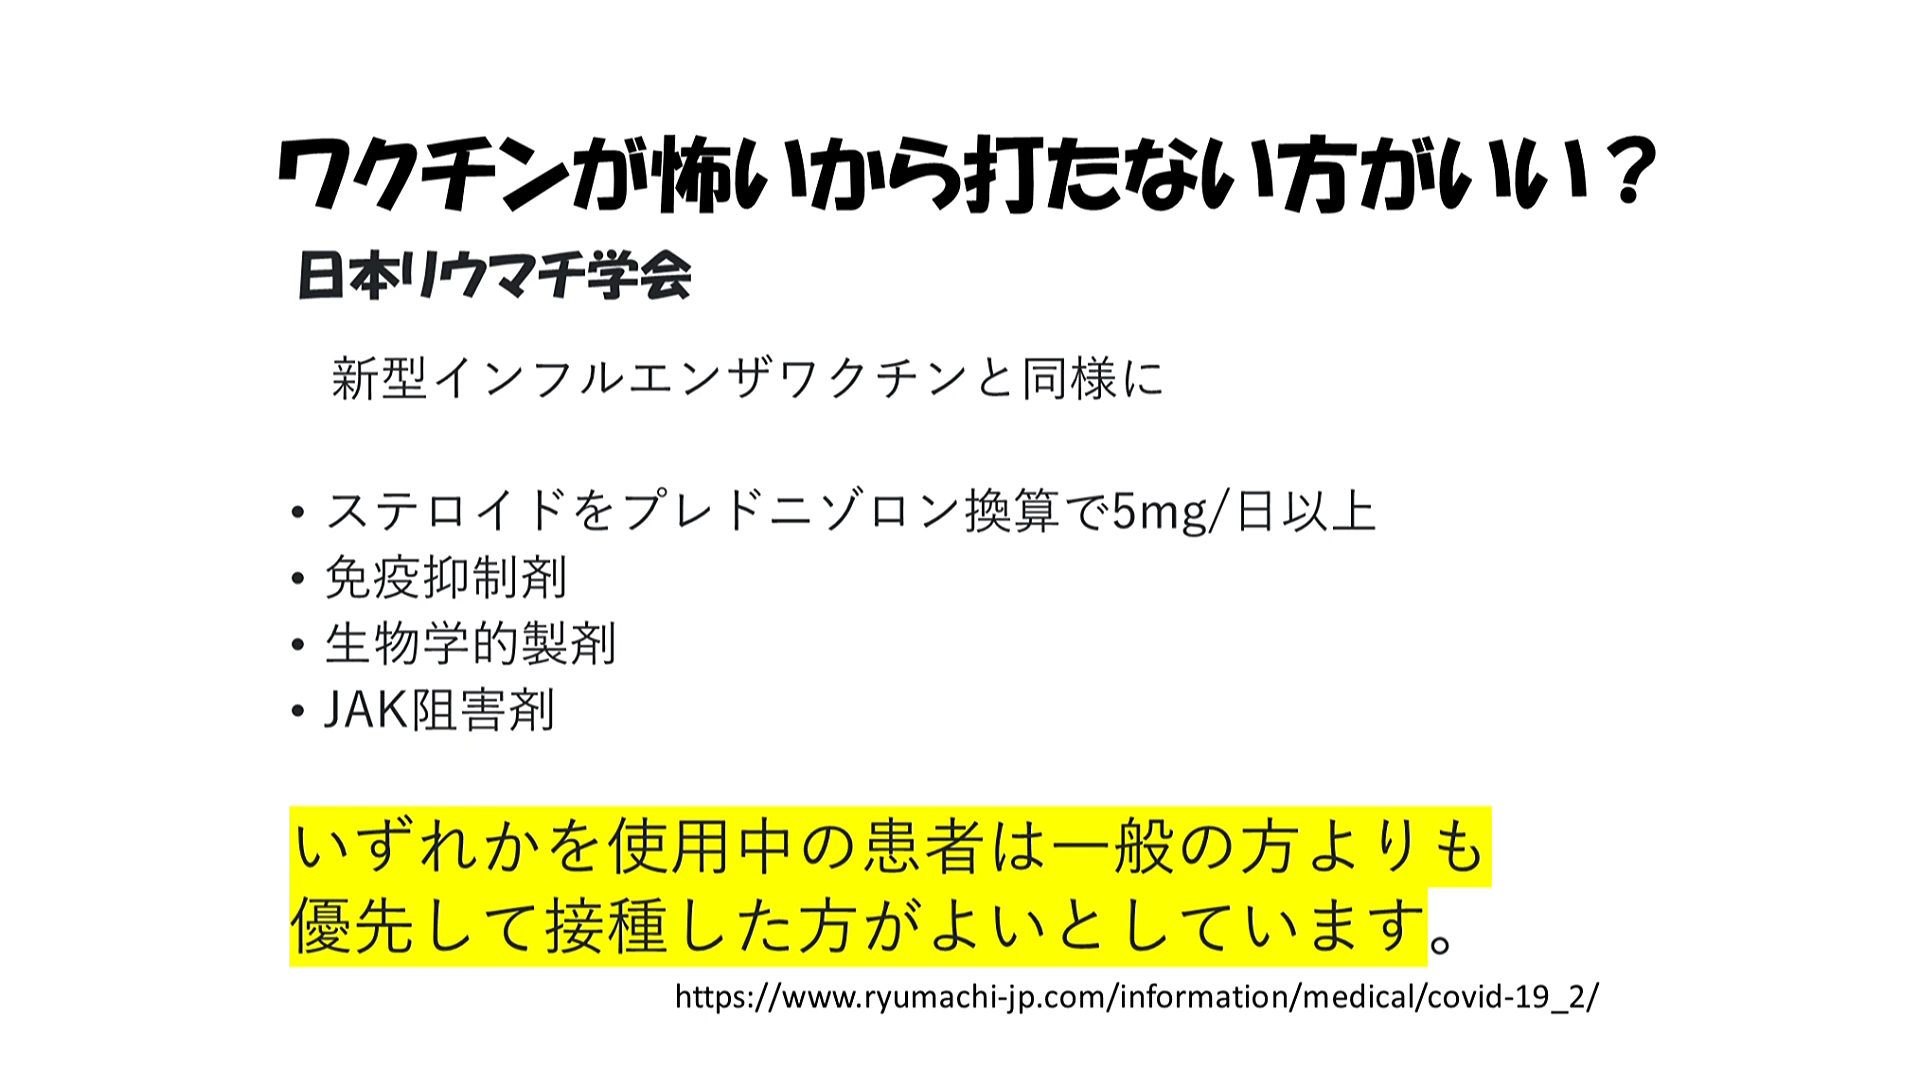 ワクチンが怖いから打たない方がいい？
日本リウマチ学会
新型インフルエンザワクチンと同様に
• ステロイドをプレドニゾロン換算で5mg/日以上
• 免疫抑制剤
• 生物学的製剤
• JAK阻害剤
いずれかを使用中の患者は一般の方よりも
優先して接種した方がよいとしています。
https://www.ryumachi-jp.com/information/medical/covid-19_2/